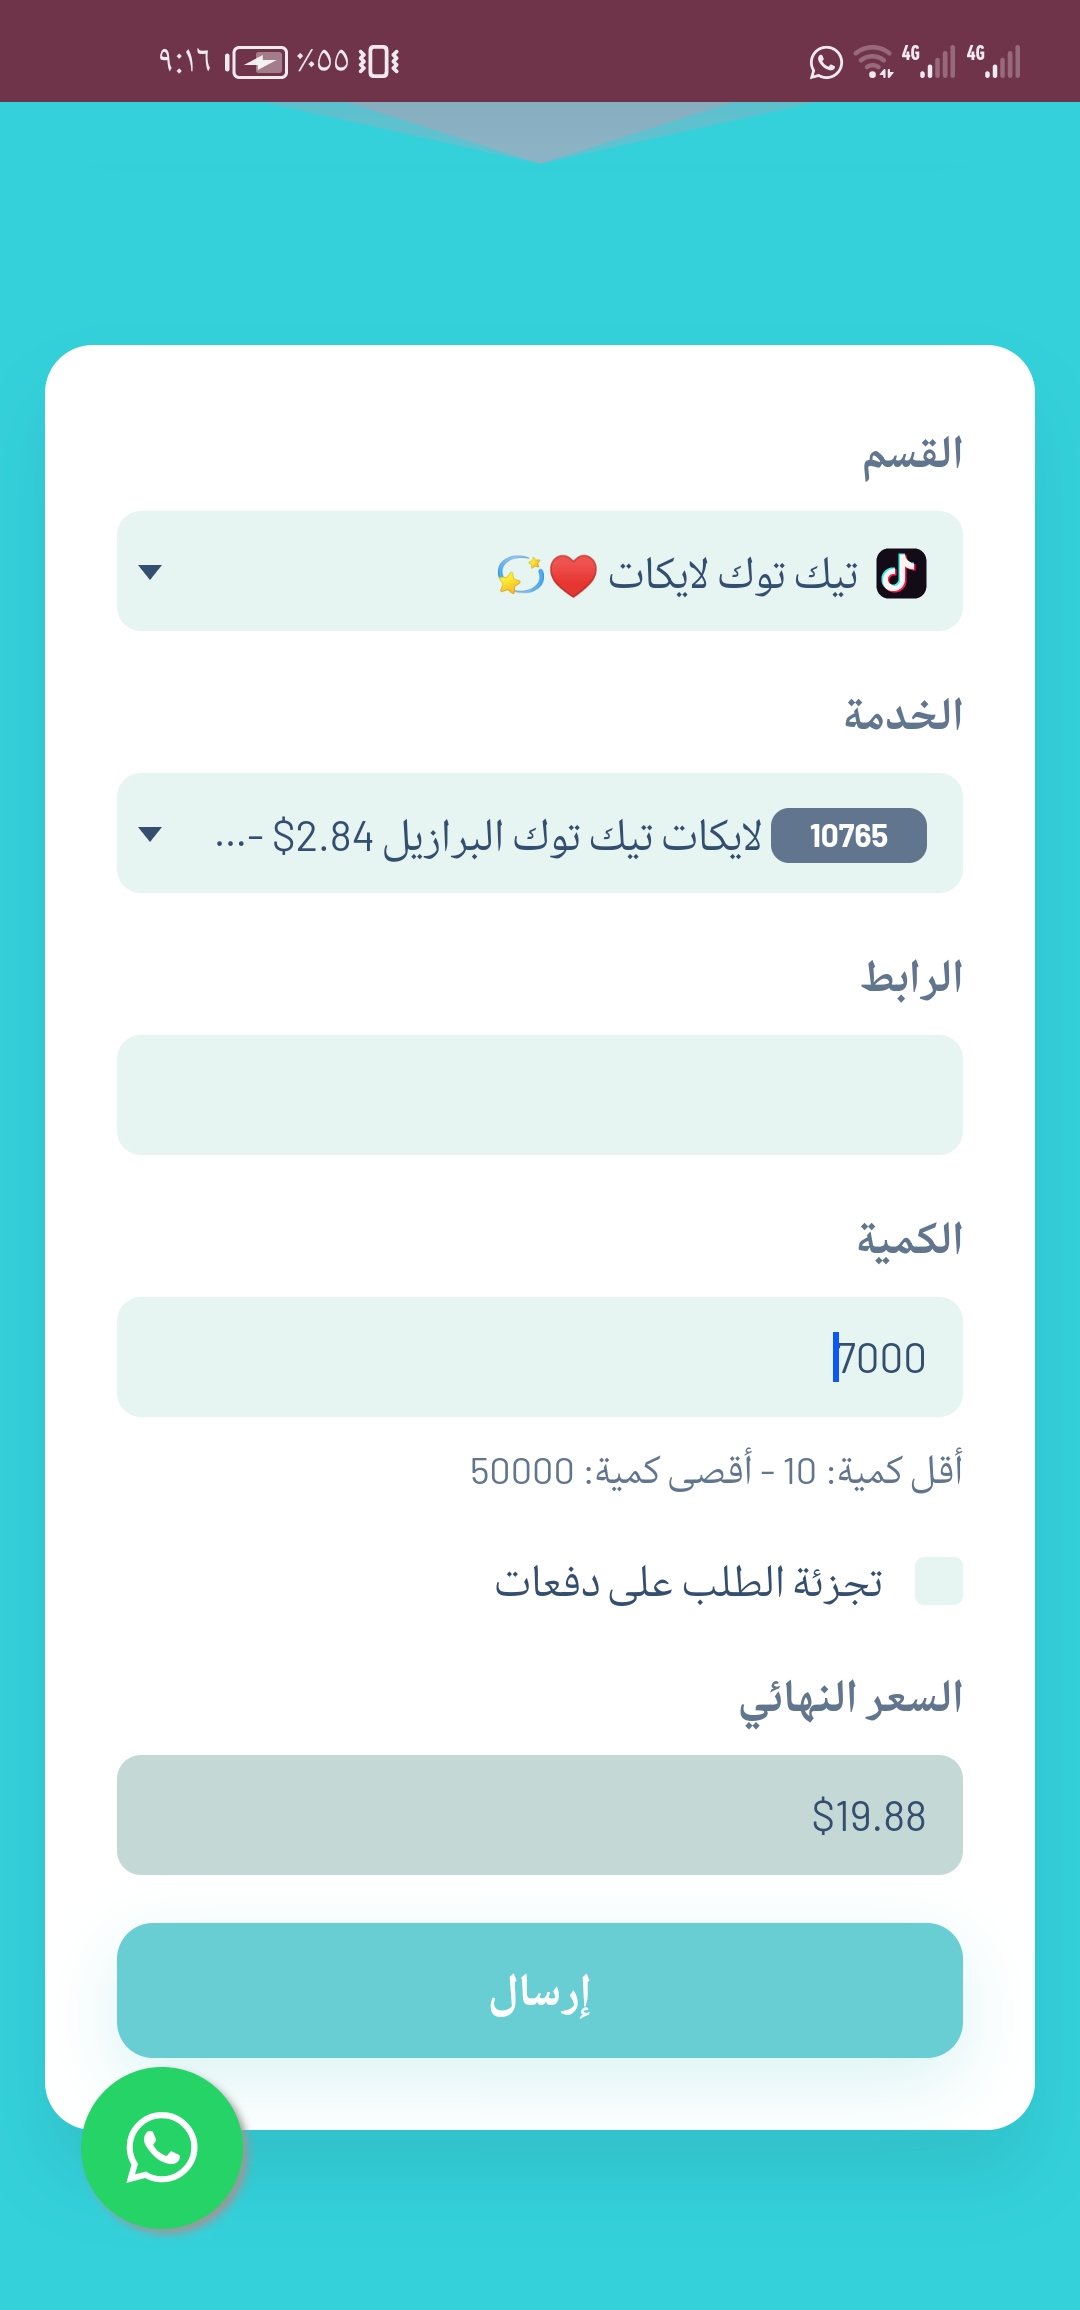 ٩:١٦ ٪٥٥ 4G 4G
القسم
تيك توك لايكات ❤️💫
الخدمة
10765 لايكات تيك توك البرازيل 2.84$ -...
الرابط
الكمية
7000
أقل كمية: 10 - أقصى كمية: 50000
تجزئة الطلب على دفعات
السعر النهائي
$19.88
إرسال